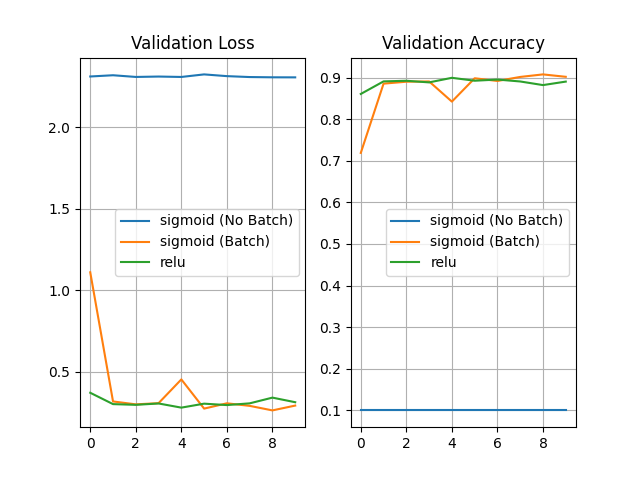 Validation Loss
2.0
1.5
1.0
0.5
0 2 4 6 8
sigmoid (No Batch)
sigmoid (Batch)
relu
Validation Accuracy
0.9
0.8
0.7
0.6
0.5
0.4
0.3
0.2
0.1
0 2 4 6 8
sigmoid (No Batch)
sigmoid (Batch)
relu